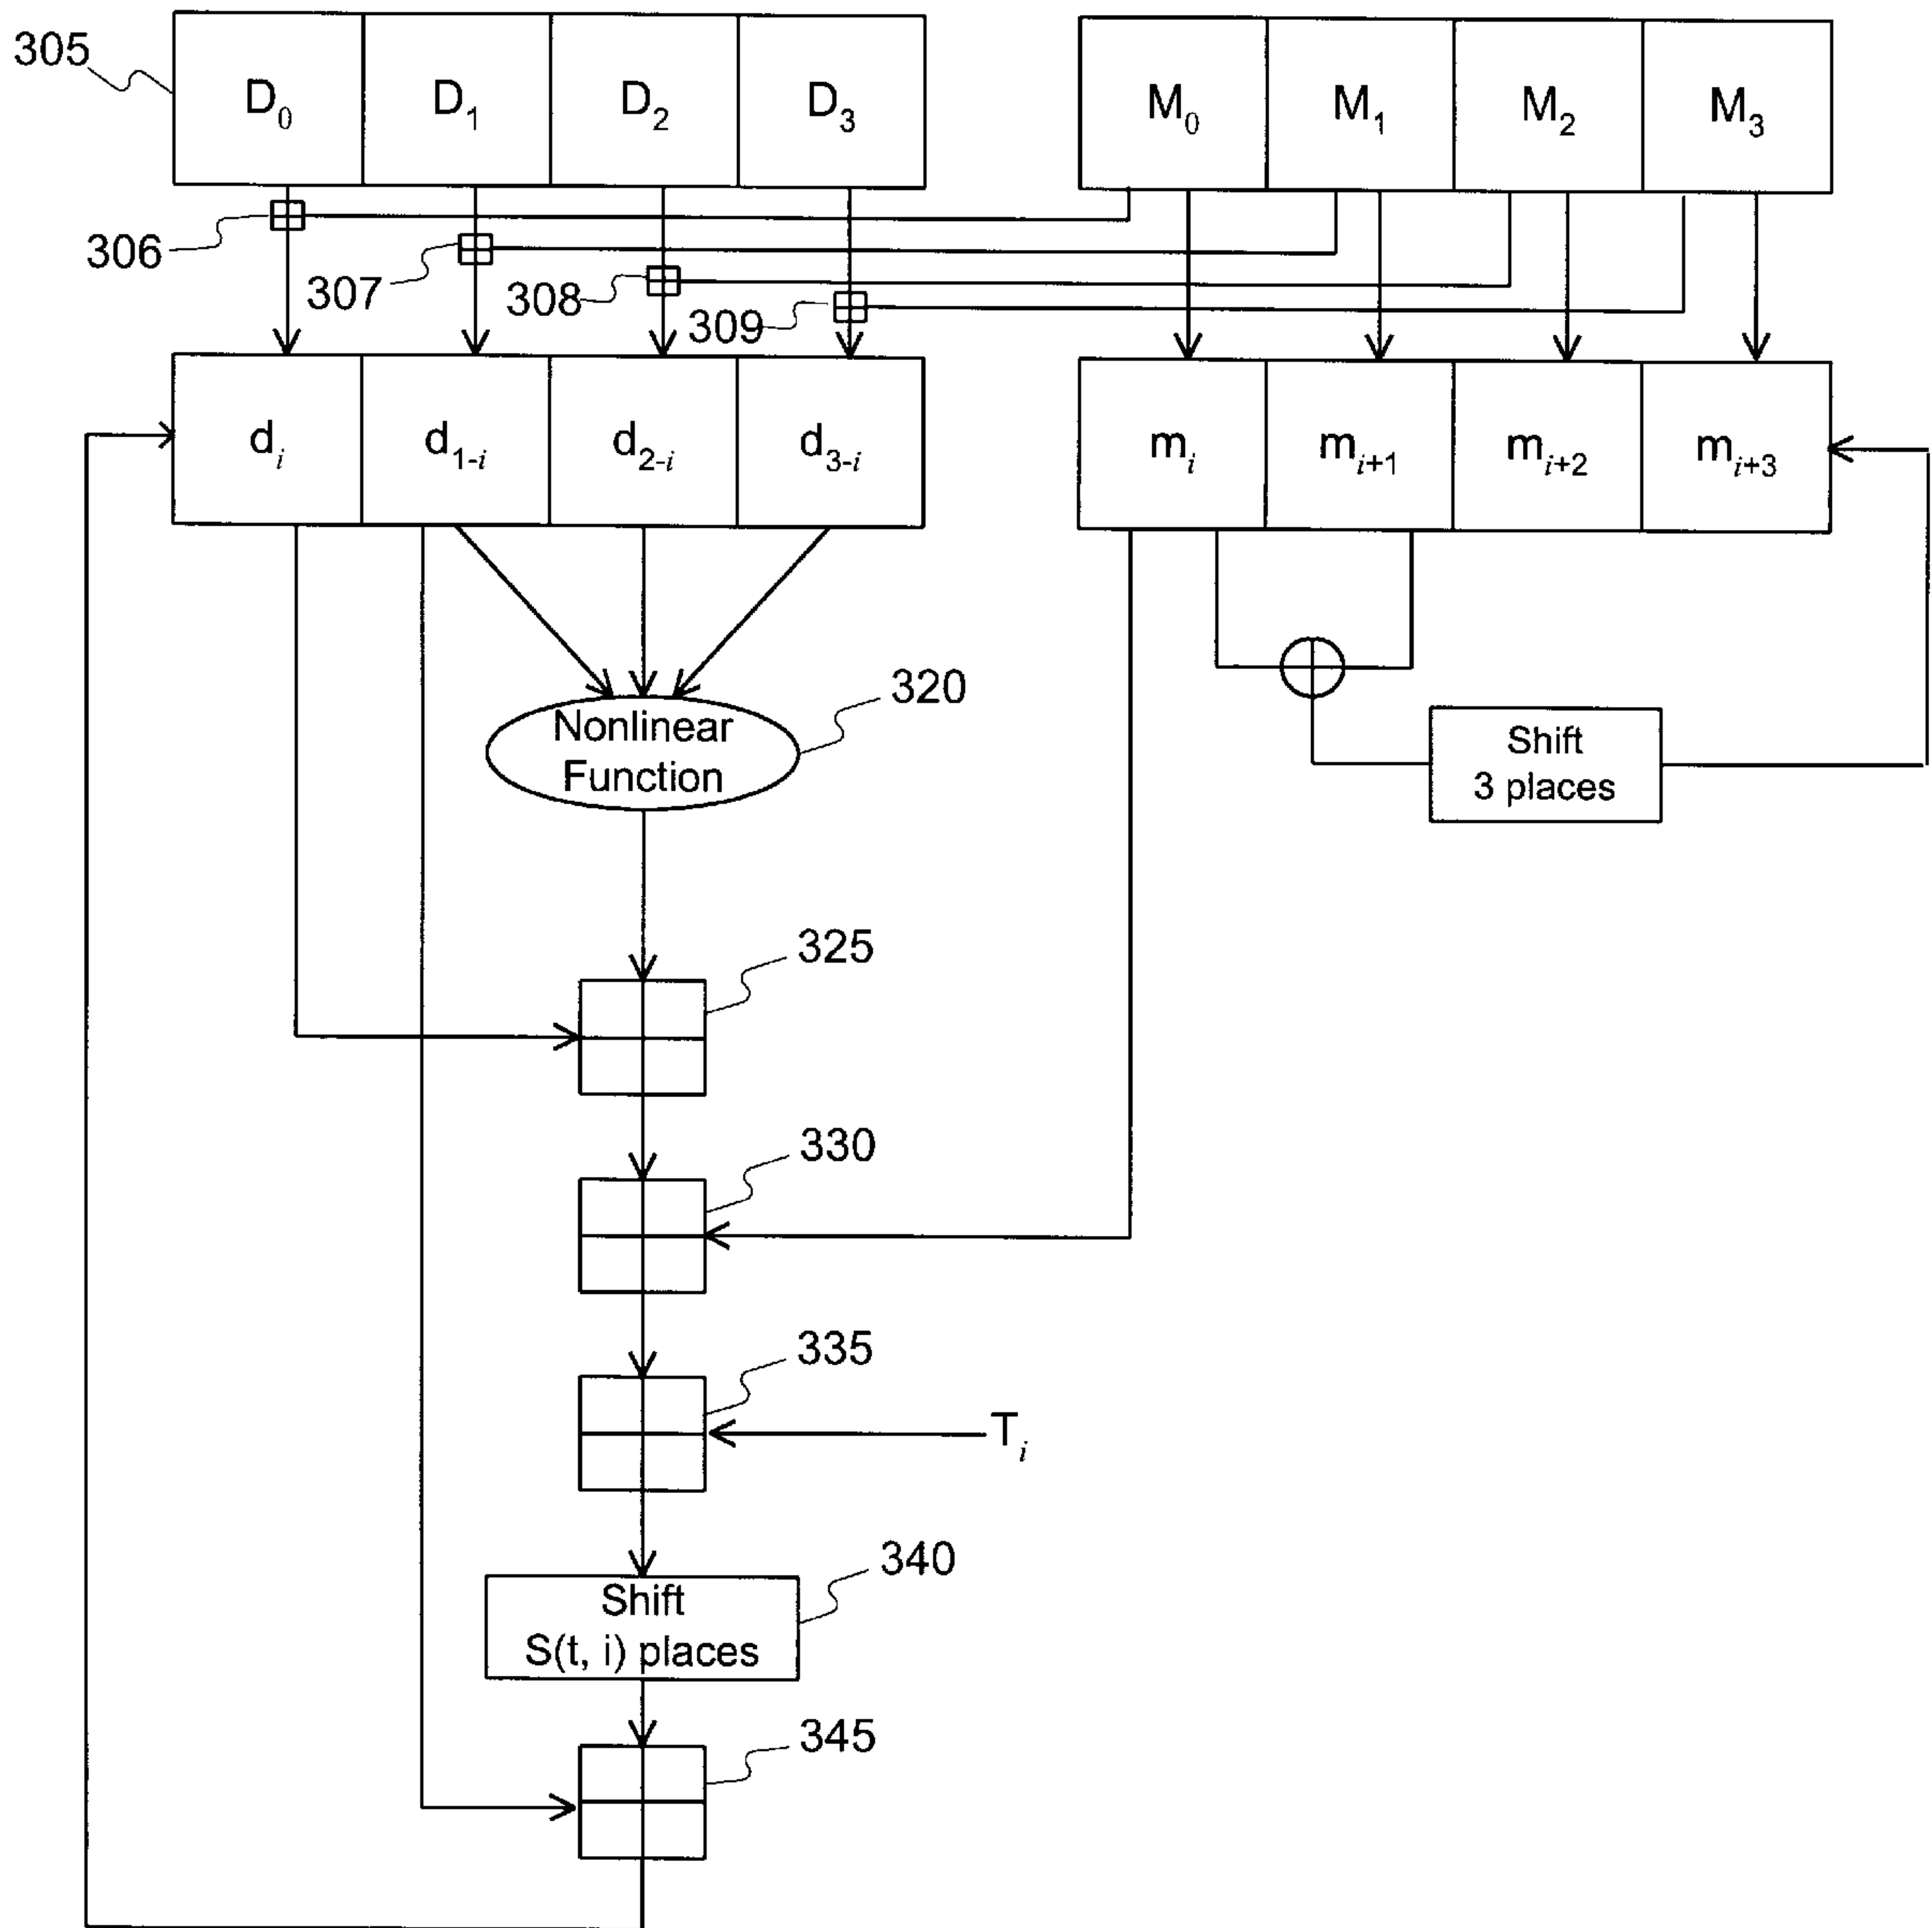 305
D₀ D₁ D₂ D₃
M₀ M₁ M₂ M₃
306
307
308
309
dᵢ d₁₋ᵢ d₂₋ᵢ d₃₋ᵢ
mᵢ mᵢ₊₁ mᵢ₊₂ mᵢ₊₃
320
Nonlinear
Function
Shift
3 places
325
330
335
Tᵢ
340
Shift
S(t, i) places
345